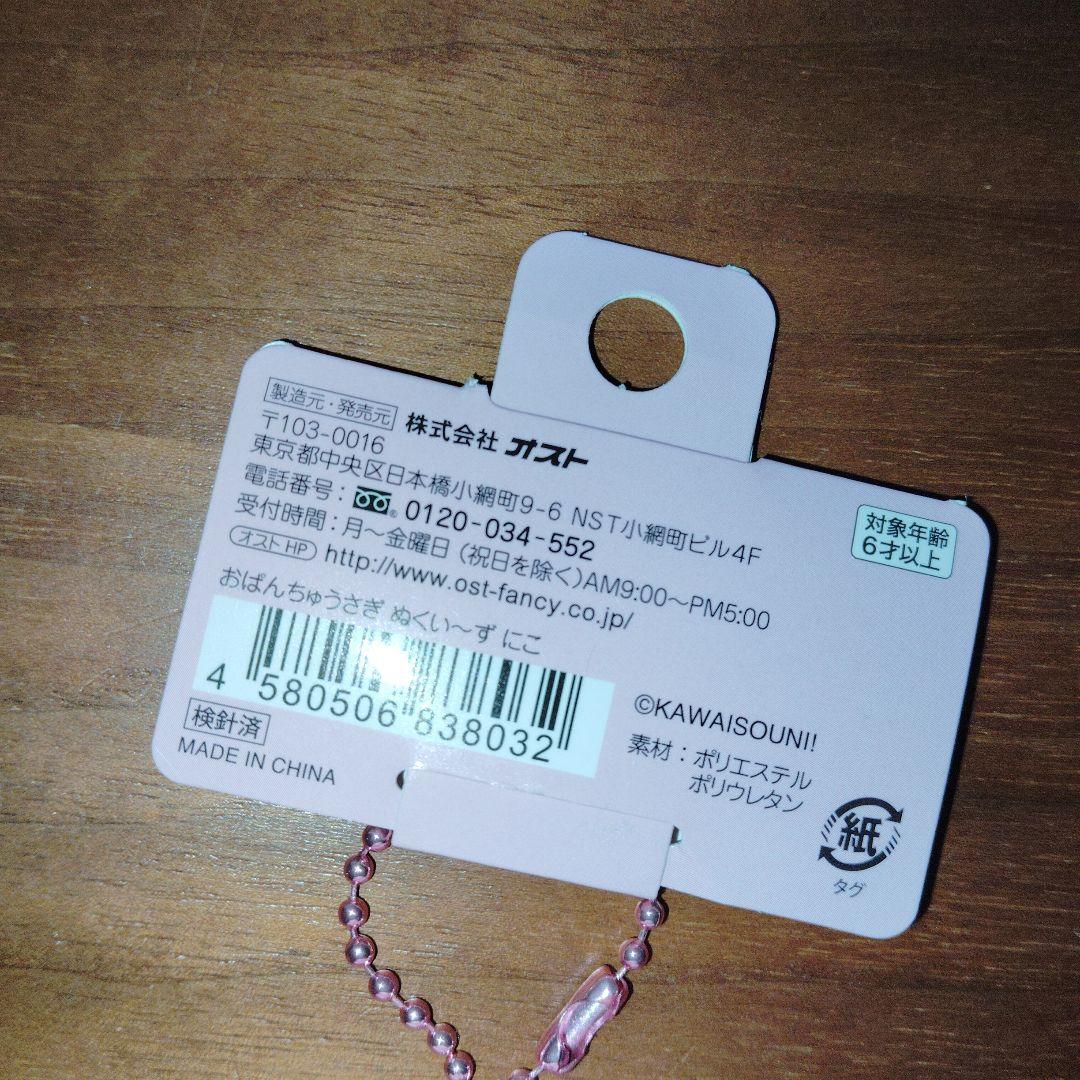 製造元・発売元 株式会社 オスト
〒103-0016
東京都中央区日本橋小網町9-6 NST小網町ビル4F
電話番号：0120-034-552
受付時間：月～金曜日（祝日を除く）AM9:00～PM5:00
オスト HP http://www.ost-fancy.co.jp/
おぱんちゅうさぎ ぬくい～ず にこ
4 580506 838032
検針済
MADE IN CHINA
対象年齢
6才以上
©KAWAISOUNI!
素材：ポリエステル
ポリウレタン
紙
タグ